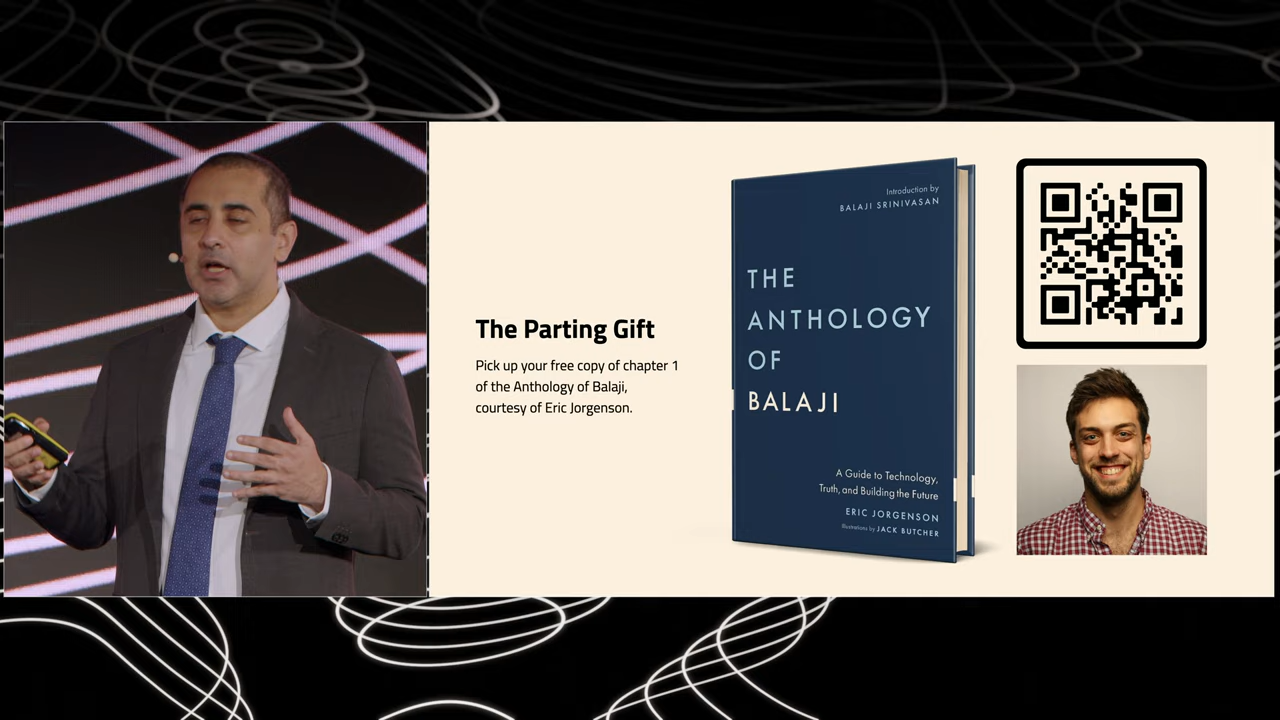 The Parting Gift
Pick up your free copy of chapter 1
of the Anthology of Balaji,
courtesy of Eric Jorgenson.
Introduction by
BALAJI SRINIVASAN
THE
ANTHOLOGY
OF
BALAJI
A Guide to Technology,
Truth, and Building the Future
ERIC JORGENSON
Illustrations by JACK BUTCHER